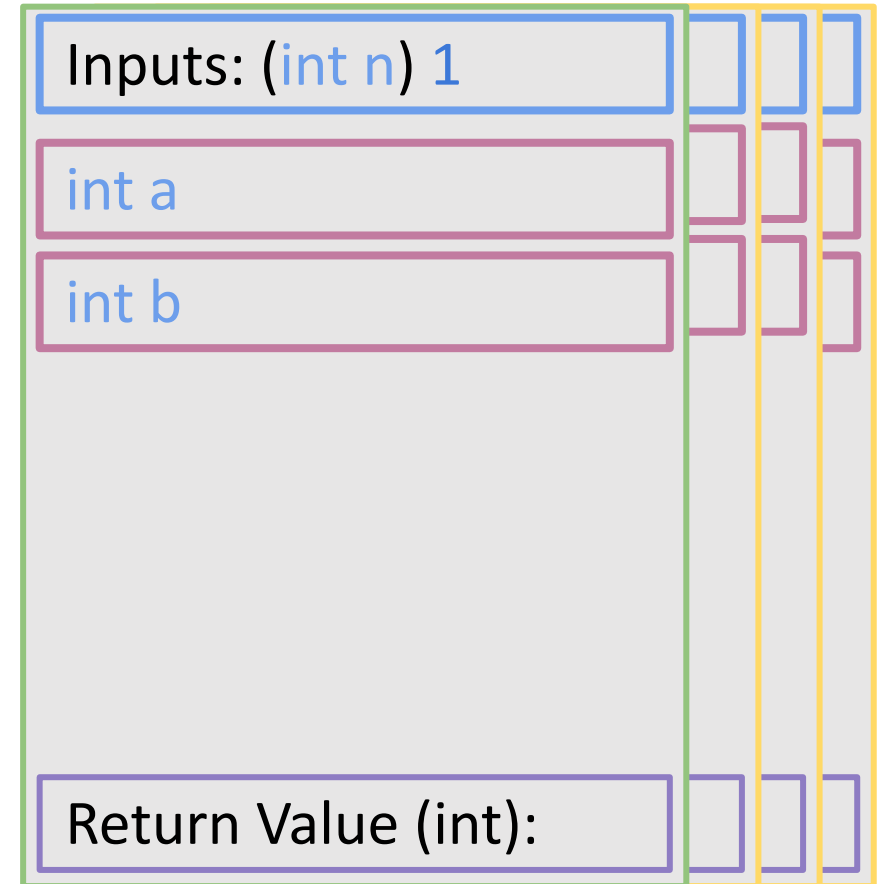 Inputs: (int n) 1
int a
int b
Return Value (int):